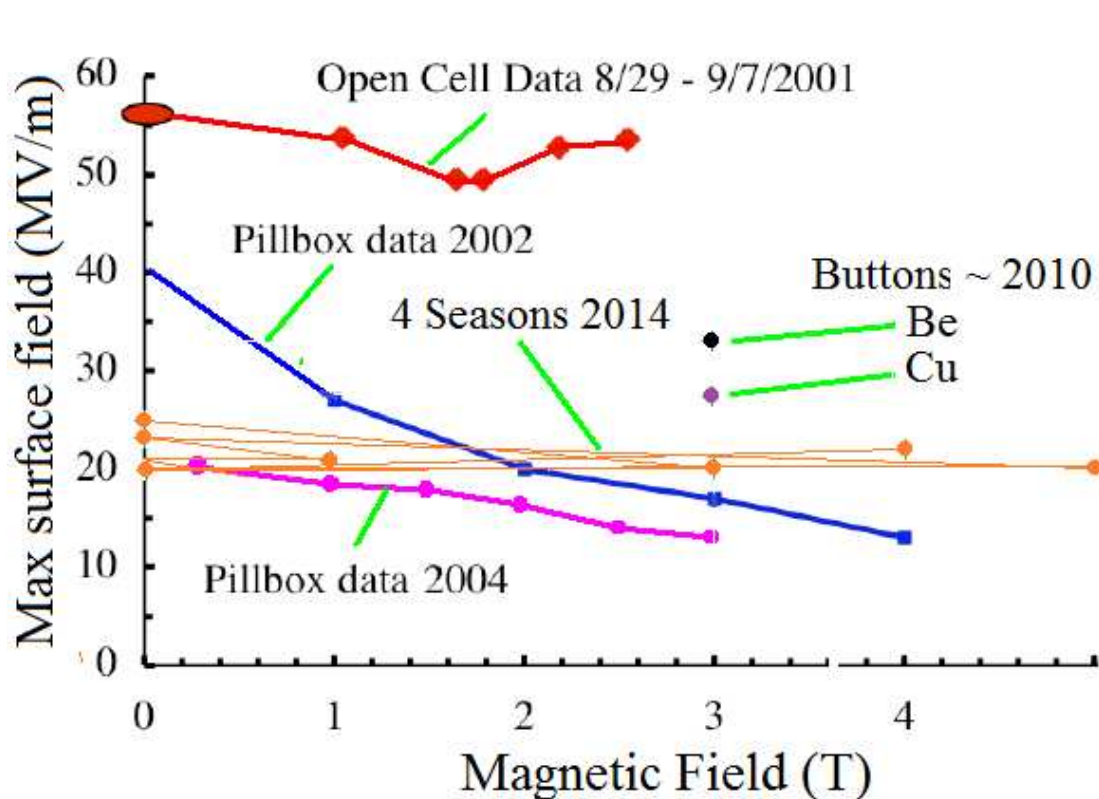 60
Open Cell Data 8/29 - 9/7/2001
50
Pillbox data 2002
40
Buttons ~ 2010
4 Seasons 2014
Be
30
Cu
20
10
Pillbox data 2004
0
0 1 2 3 4
Magnetic Field (T)
Max surface field (MV/m)